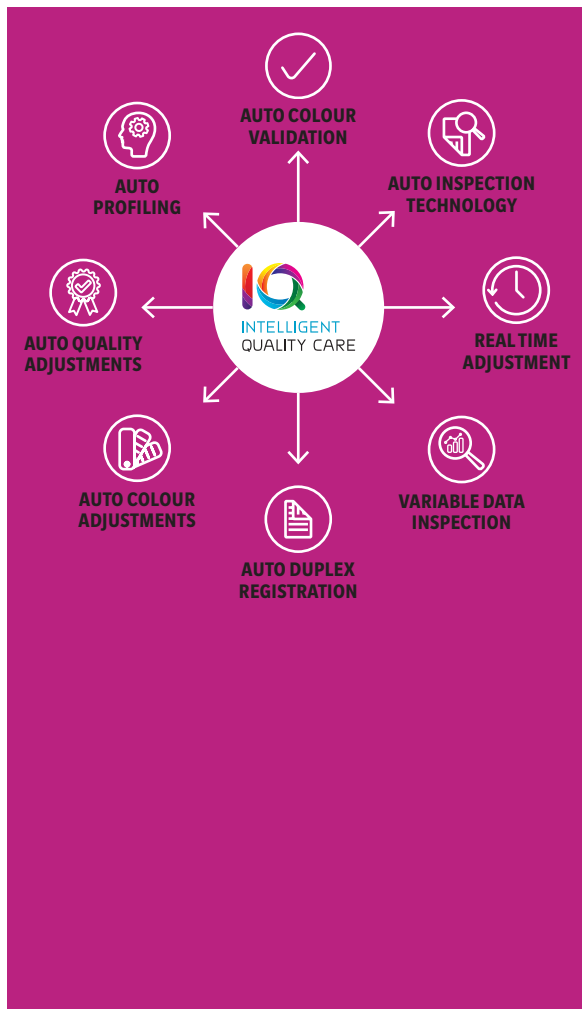 AUTO COLOUR
VALIDATION
AUTO
PROFILING
AUTO INSPECTION
TECHNOLOGY
IQ
INTELLIGENT
QUALITY CARE
AUTO QUALITY
ADJUSTMENTS
REAL TIME
ADJUSTMENT
AUTO COLOUR
ADJUSTMENTS
VARIABLE DATA
INSPECTION
AUTO DUPLEX
REGISTRATION